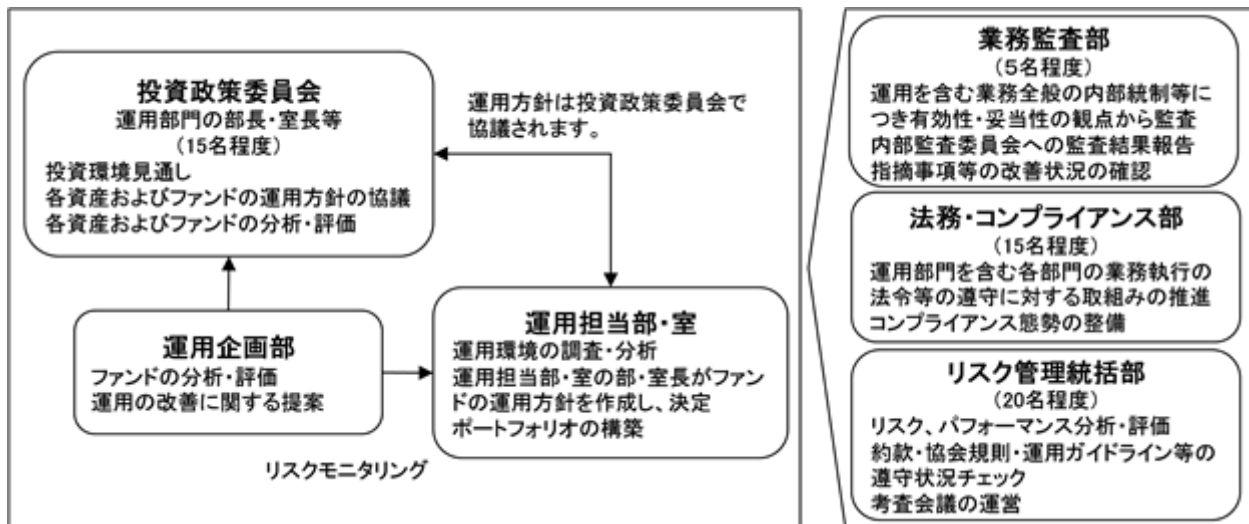 投資政策委員会
運用部門の部長・室長等
(15名程度)
投資環境見通し
各資産およびファンドの運用方針の協議
各資産およびファンドの分析・評価
運用方針は投資政策委員会で
協議されます。
運用企画部
ファンドの分析・評価
運用の改善に関する提案
運用担当部・室
運用環境の調査・分析
運用担当部・室の部・室長がファン
ドの運用方針を作成し、決定
ポートフォリオの構築
リスクモニタリング
業務監査部
(5名程度)
運用を含む業務全般の内部統制等に
つき有効性・妥当性の観点から監査
内部監査委員会への監査結果報告
指摘事項等の改善状況の確認
法務・コンプライアンス部
(15名程度)
運用部門を含む各部門の業務執行の
法令等の遵守に対する取組みの推進
コンプライアンス態勢の整備
リスク管理統括部
(20名程度)
リスク、パフォーマンス分析・評価
約款・協会規則・運用ガイドライン等の
遵守状況チェック
考査会議の運営